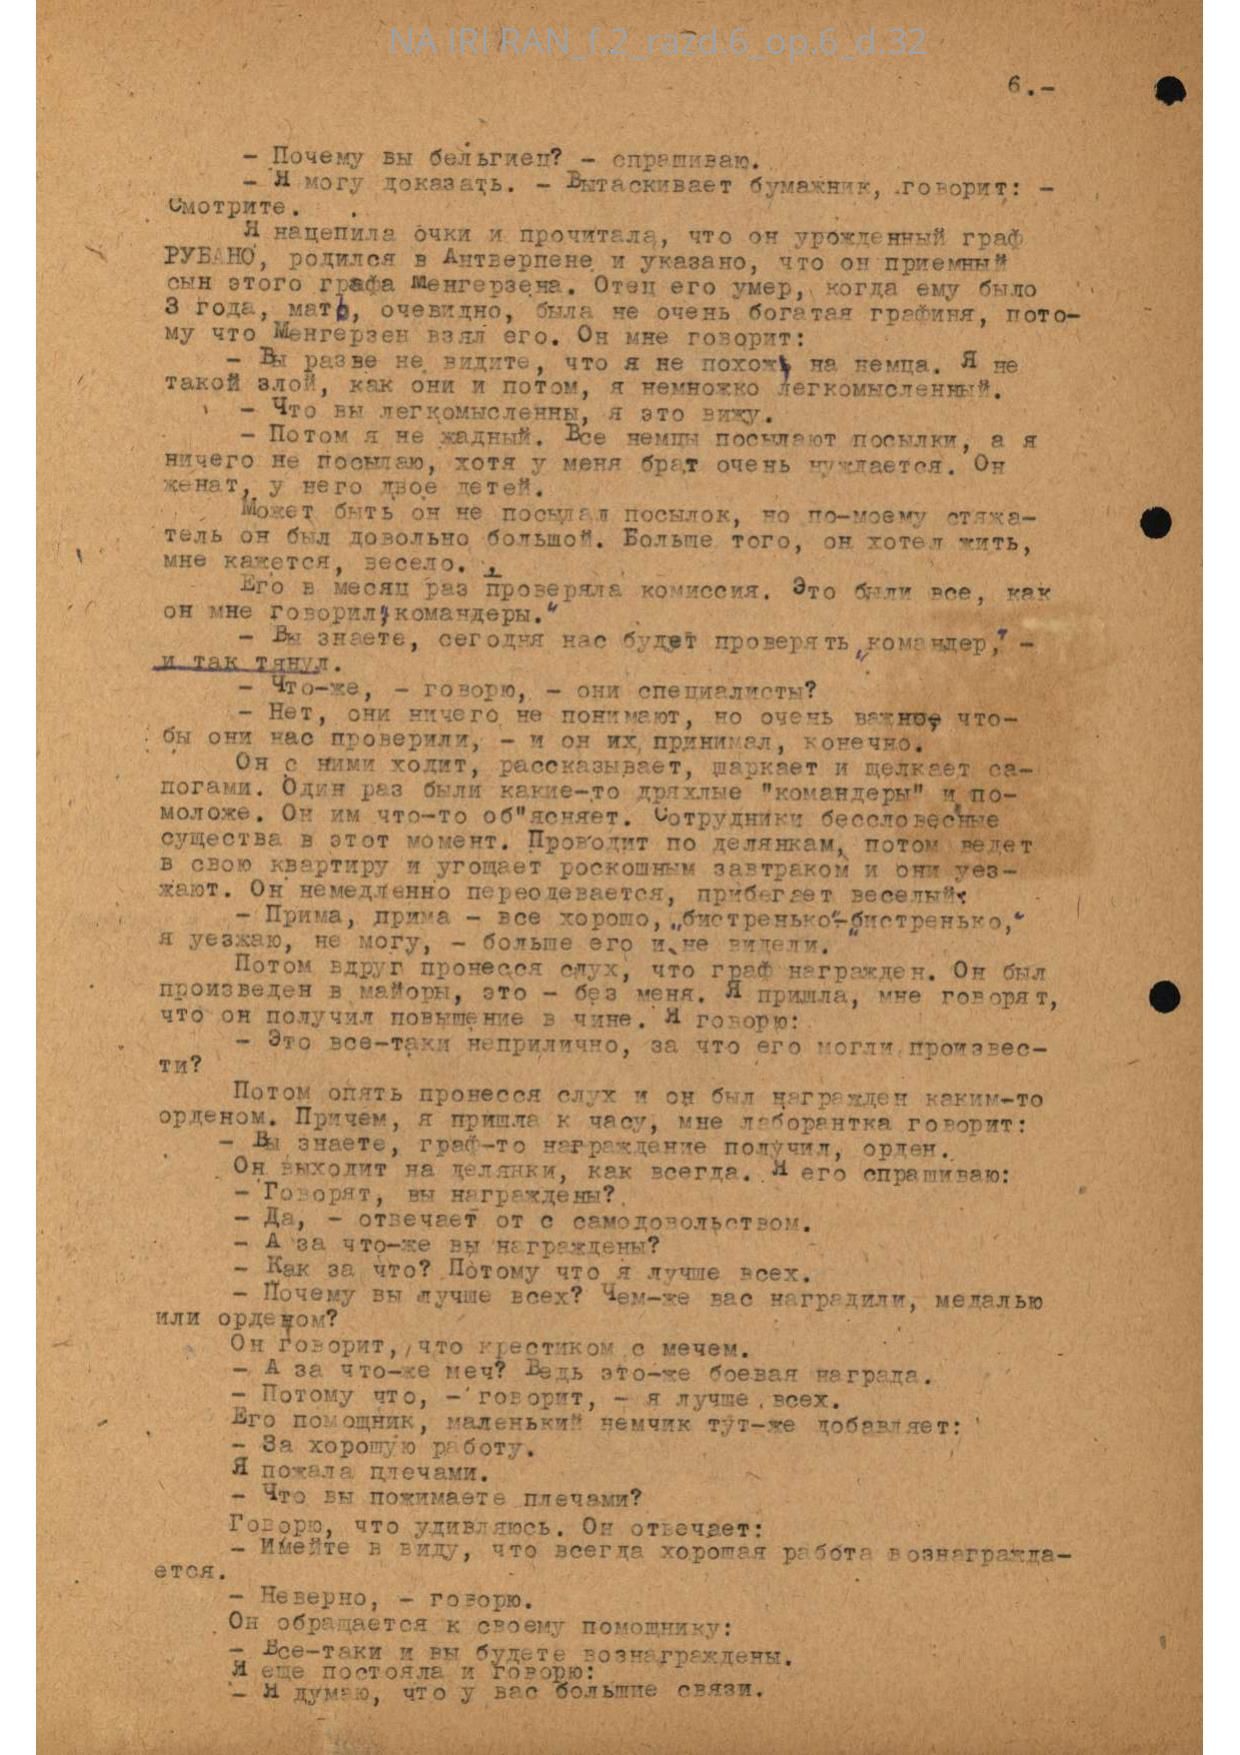 NA IRI RAN_f.2_razd.6_op.6_d.32
6.-
- Почему вы бельгиец? - спрашиваю.
- Я могу доказать. - Вытаскивает бумажник, говорит: -
Смотрите.
Я нацепила очки и прочитала, что он урожденный граф
РУБАНО, родился в Антверпене и указано, что он приемный
сын этого графа Менгерзена. Отец его умер, когда ему было
3 года, мать, очевидно, была не очень богатая графиня, пото-
му что Менгерзен взял его. Он мне говорит:
- Вы разве не видите, что я не похож на немца. Я не
такой злой, как они и потом, я немножко легкомысленный.
- Что вы легкомысленны, я это вижу.
- Потом я не жадный. Все немцы посылают посылки, а я
ничего не посылаю, хотя у меня брат очень нуждается. Он
женат, у него двое детей.
Может быть он не посылал посылок, но по-моему стяжа-
тель он был довольно большой. Больше того, он хотел жить,
мне кажется, весело.
Его в месяц раз проверяла комиссия. Это были все, как
он мне говорил „командеры."
- Вы знаете, сегодня нас будет проверять „командер," -
и так тянул.
- Что-же, - говорю, - они специалисты?
- Нет, они ничего не понимают, но очень важно, что-
бы они нас проверили, - и он их принимал, конечно.
Он с ними ходит, рассказывает, шаркает и щелкает са-
погами. Один раз были какие-то дряхлые "командеры" и по-
моложе. Он им что-то об"ясняет. Сотрудники бессловесные
существа в этот момент. Проводит по делянкам, потом ведет
в свою квартиру и угощает роскошным завтраком и они уез-
жают. Он немедленно переодевается, прибегает веселый:
- Прима, прима - все хорошо, „бистренько"-„бистренько,"
я уезжаю, не могу, - больше его и не видели.
Потом вдруг пронесся слух, что граф награжден. Он был
произведен в майоры, это - без меня. Я пришла, мне говорят,
что он получил повышение в чине. Я говорю:
- Это все-таки неприлично, за что его могли произвес-
ти?
Потом опять пронесся слух и он был награжден каким-то
орденом. Причем, я пришла к часу, мне лаборантка говорит:
- Вы знаете, граф-то награждение получил, орден.
Он выходит на делянки, как всегда. Я его спрашиваю:
- Говорят, вы награждены?
- Да, - отвечает от с самодовольством.
- А за что-же вы награждены?
- Как за что? Потому что я лучше всех.
- Почему вы лучше всех? Чем-же вас наградили, медалью
или орденом?
Он говорит, что крестиком с мечем.
- А за что-же меч? Ведь это-же боевая награда.
- Потому что, - говорит, - я лучше всех.
Его помощник, маленький немчик тут-же добавляет:
- За хорошую работу.
Я пожала плечами.
- Что вы пожимаете плечами?
Говорю, что удивляюсь. Он отвечает:
- Имейте в виду, что всегда хорошая работа вознагражда-
ется.
- Неверно, - говорю.
Он обращается к своему помощнику:
- Все-таки и вы будете вознаграждены.
Я еще постояла и говорю:
- Я думаю, что у вас большие связи.